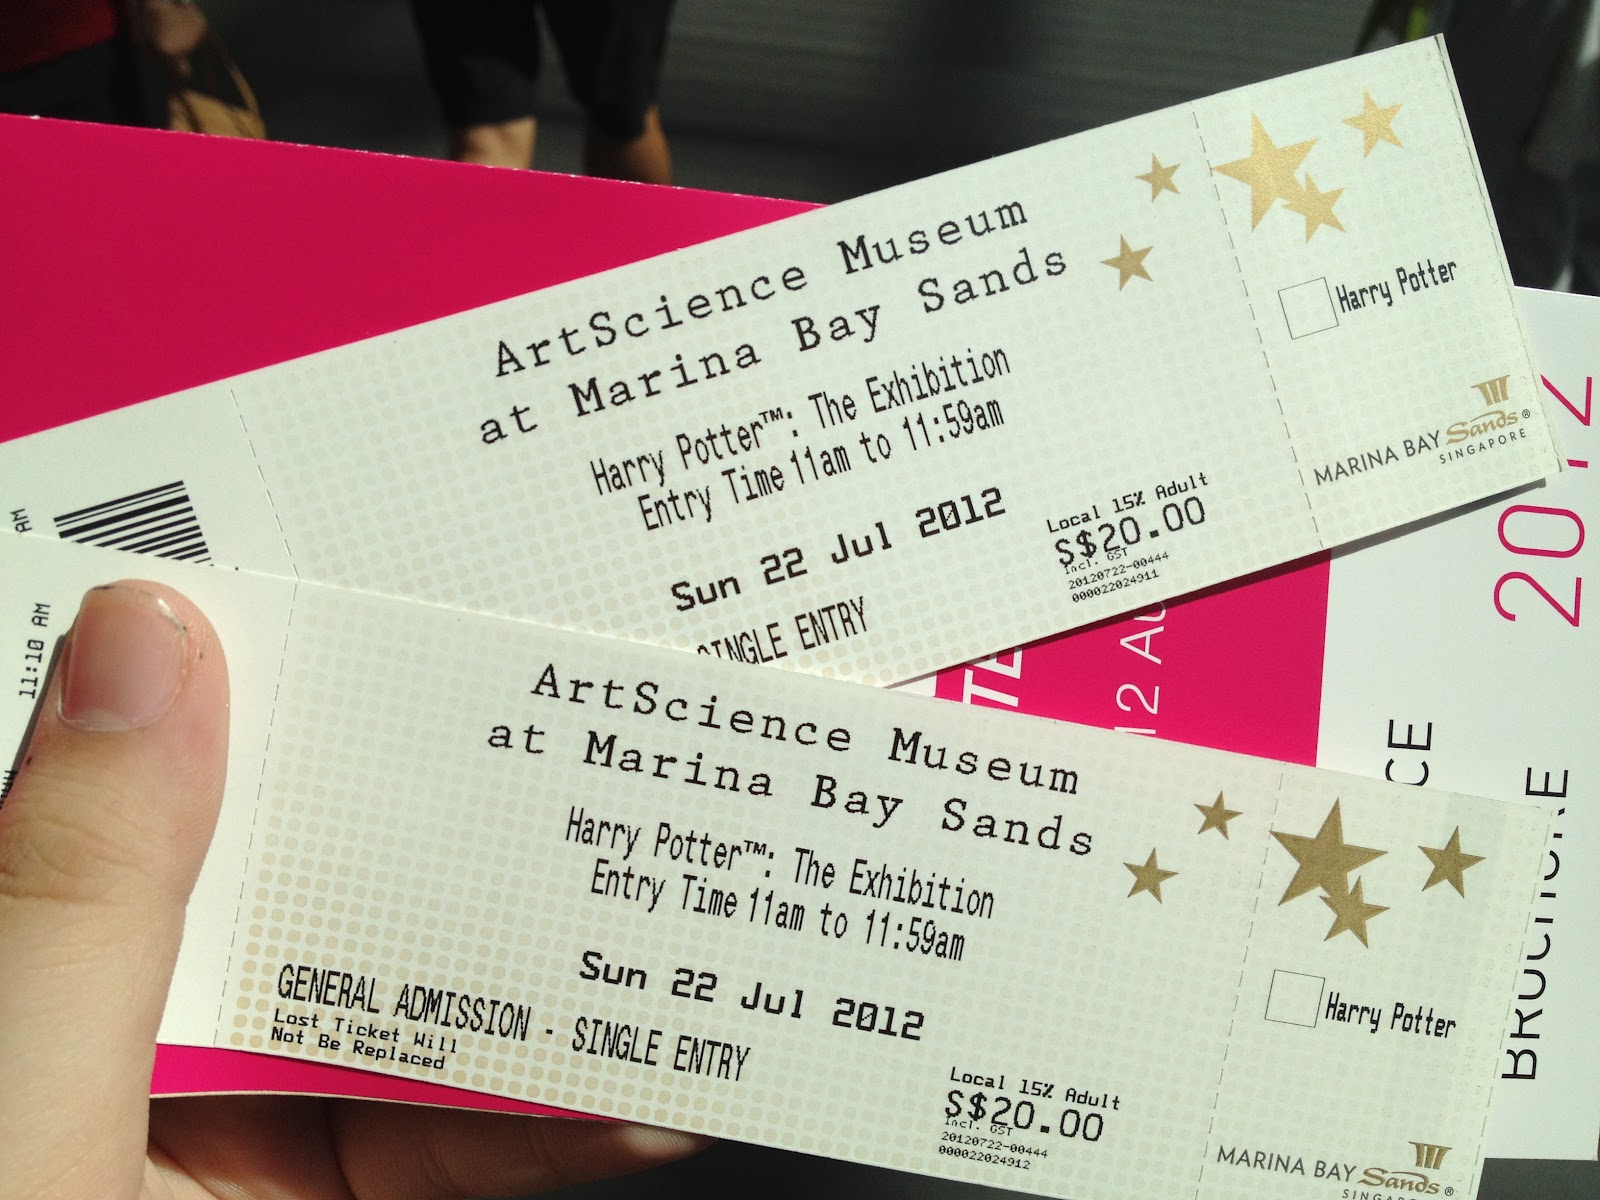 ArtScience Museum
at Marina Bay Sands
Harry Potter™: The Exhibition
Entry Time 11am to 11:59am
Sun 22 Jul 2012
SINGLE ENTRY
Local 15% Adult
S$20.00
Incl. GST
20120722-00444
000022024911
Harry Potter
MARINA BAY Sands®
SINGAPORE
AM
11:10 AM
ArtScience Museum
at Marina Bay Sands
Harry Potter™: The Exhibition
Entry Time 11am to 11:59am
Sun 22 Jul 2012
GENERAL ADMISSION - SINGLE ENTRY
Lost Ticket Will
Not Be Replaced
Local 15% Adult
S$20.00
Incl. GST
20120722-00444
000022024912
Harry Potter
MARINA BAY Sands®
2012
BROCHURE